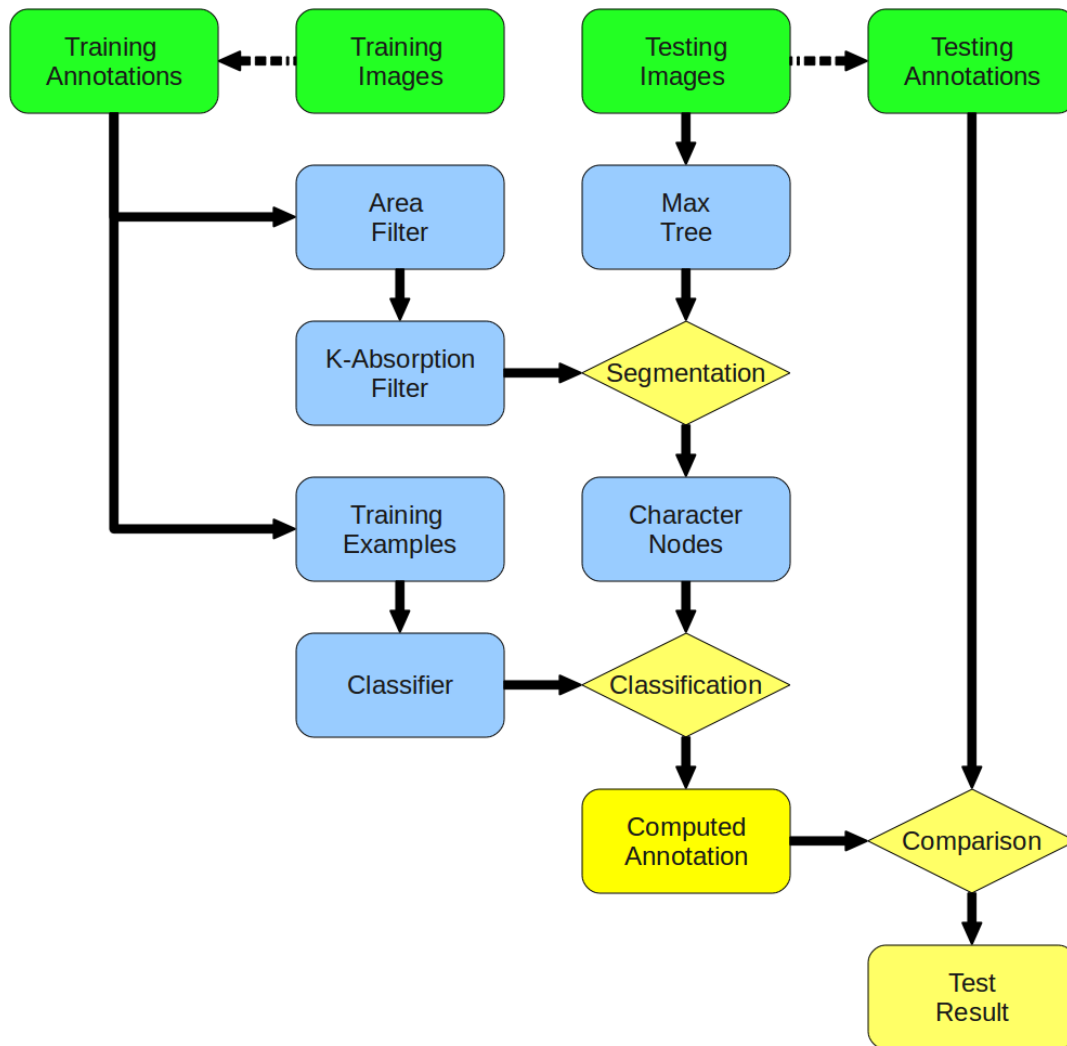 Training
Annotations
Training
Images
Testing
Images
Testing
Annotations
Area
Filter
Max
Tree
K-Absorption
Filter
Segmentation
Training
Examples
Character
Nodes
Classifier
Classification
Computed
Annotation
Comparison
Test
Result